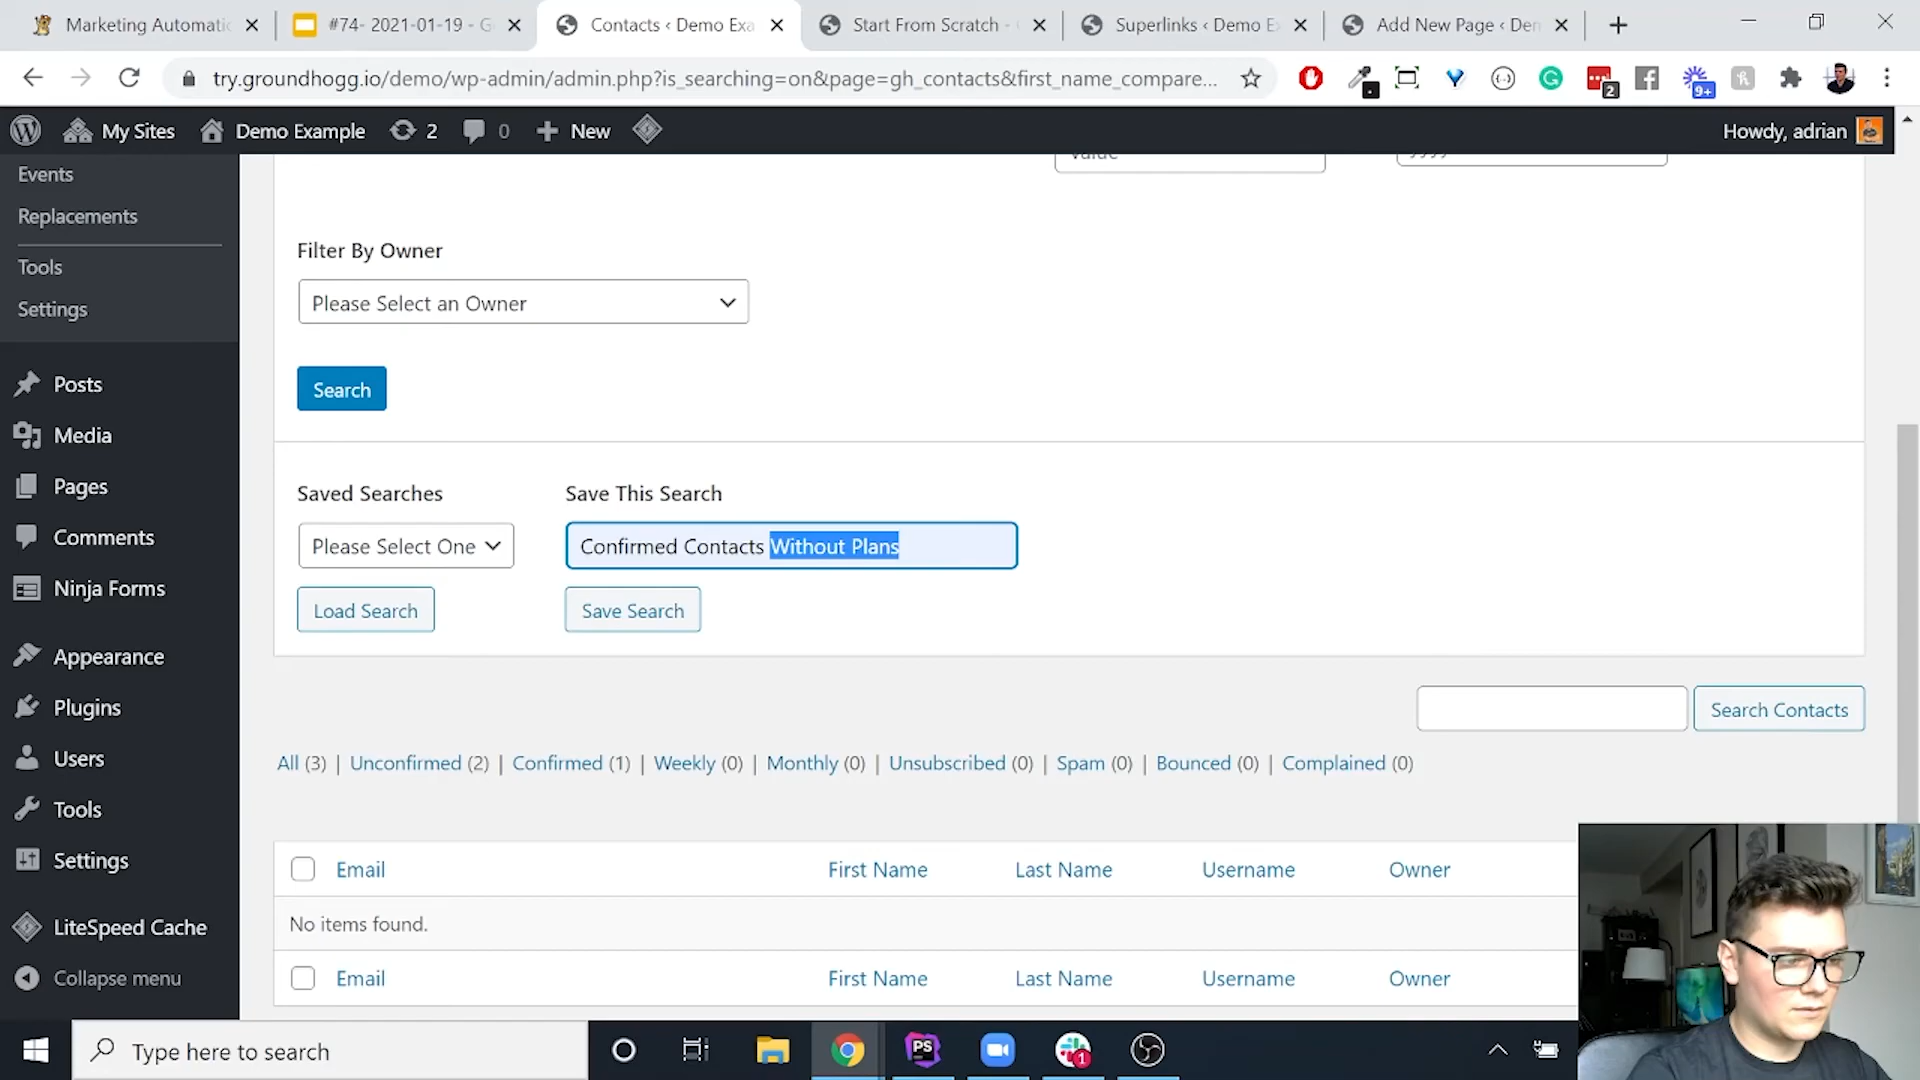 Marketing Automatic
#74- 2021-01-19 - G
Contacts ‹ Demo Exa
Start From Scratch -
Superlinks ‹ Demo E
Add New Page ‹ Den
try.groundhogg.io/demo/wp-admin/admin.php?is_searching=on&page=gh_contacts&first_name_compare...
2
9+
My Sites
Demo Example
2
0
New
Howdy, adrian
Events
Replacements
Tools
Settings
Posts
Media
Pages
Comments
Ninja Forms
Appearance
Plugins
Users
Tools
Settings
LiteSpeed Cache
Collapse menu
Filter By Owner
Please Select an Owner
Search
Saved Searches
Save This Search
Please Select One
Confirmed Contacts Without Plans
Load Search
Save Search
Search Contacts
All (3) | Unconfirmed (2) | Confirmed (1) | Weekly (0) | Monthly (0) | Unsubscribed (0) | Spam (0) | Bounced (0) | Complained (0)
Email First Name Last Name Username Owner
No items found.
Email First Name Last Name Username Owner
Type here to search
PS
1